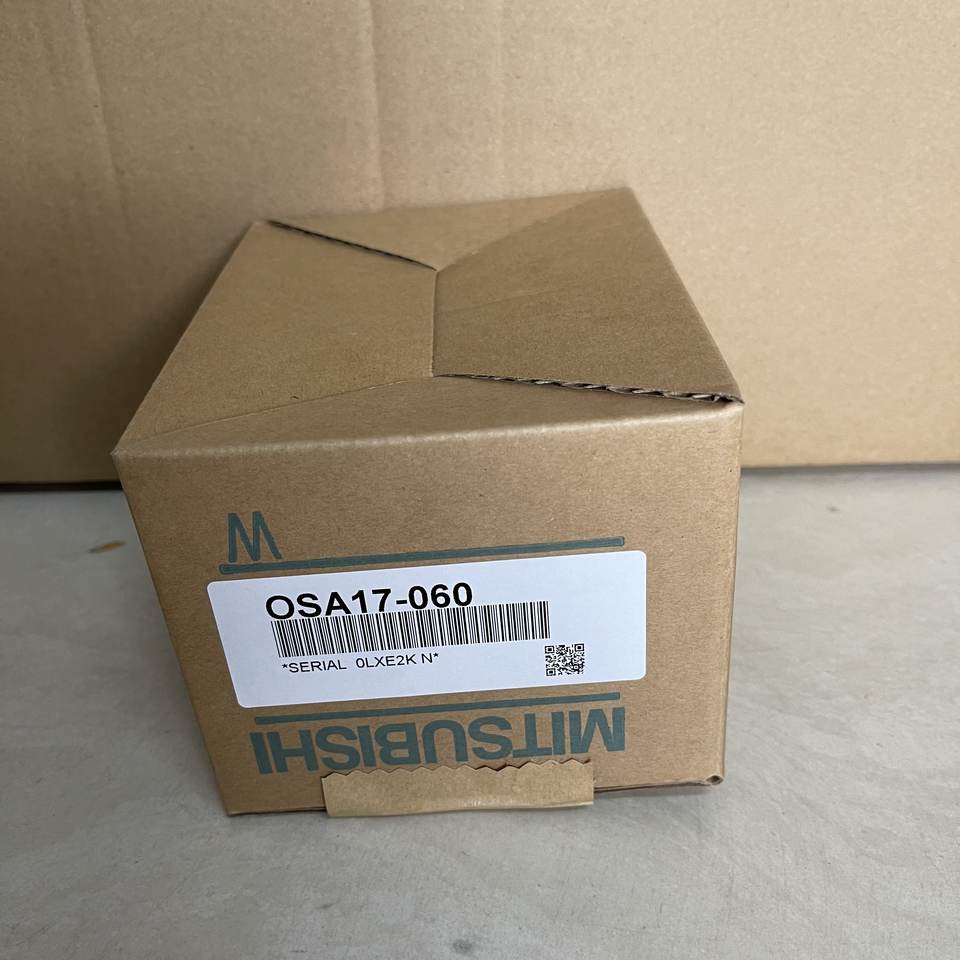 OSA17-060
*SERIAL 0LXE2K N*
MITSUBISHI